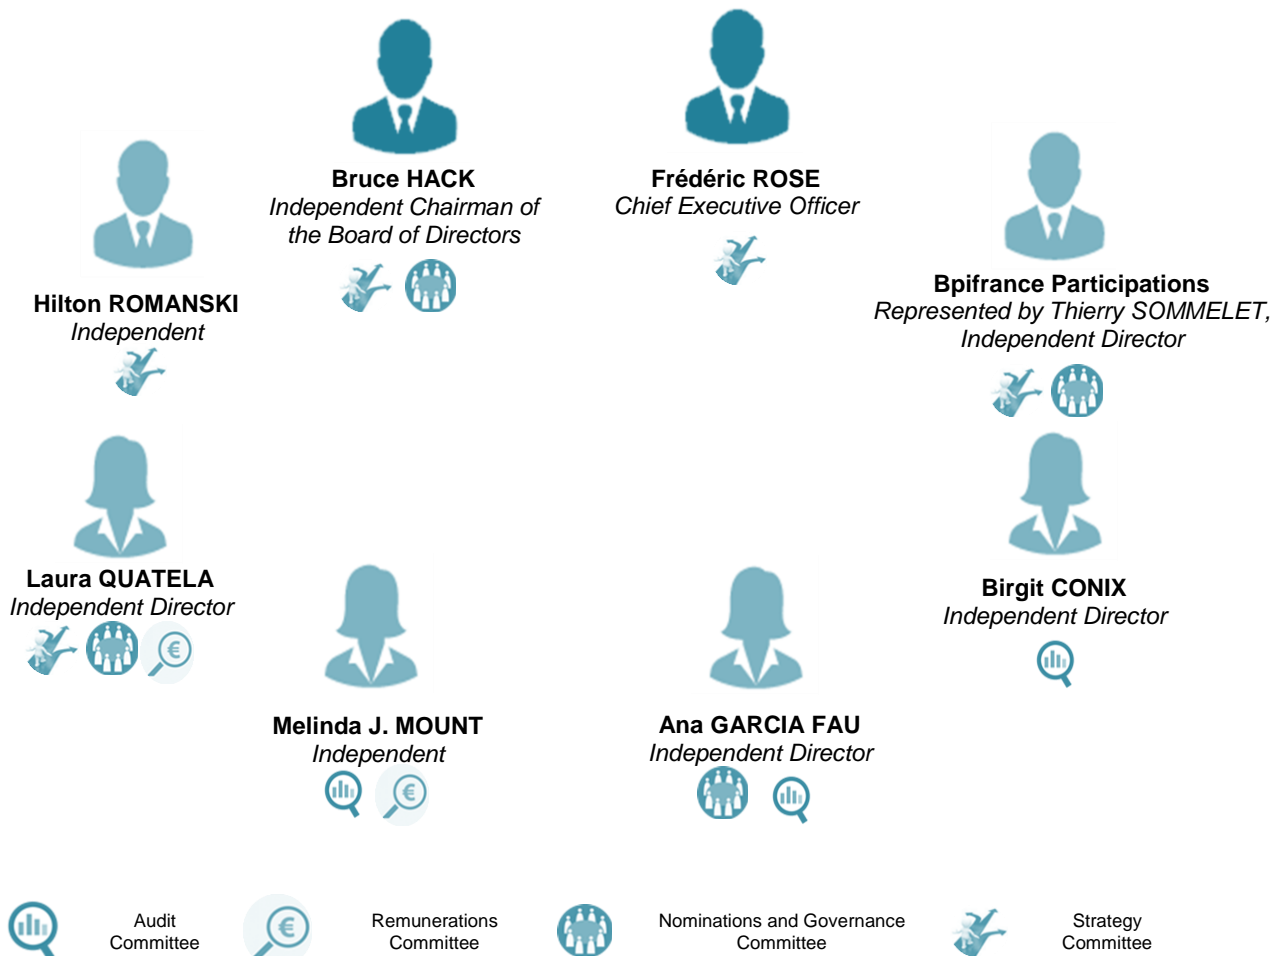 Bruce HACK
Independent Chairman of
the Board of Directors
Frédéric ROSE
Chief Executive Officer
Hilton ROMANSKI
Independent
Bpifrance Participations
Represented by Thierry SOMMELET,
Independent Director
Laura QUATELA
Independent Director
€
Birgit CONIX
Independent Director
Melinda J. MOUNT
Independent
€
Ana GARCIA FAU
Independent Director
Audit
Committee
€
Remunerations
Committee
Nominations and Governance
Committee
Strategy
Committee